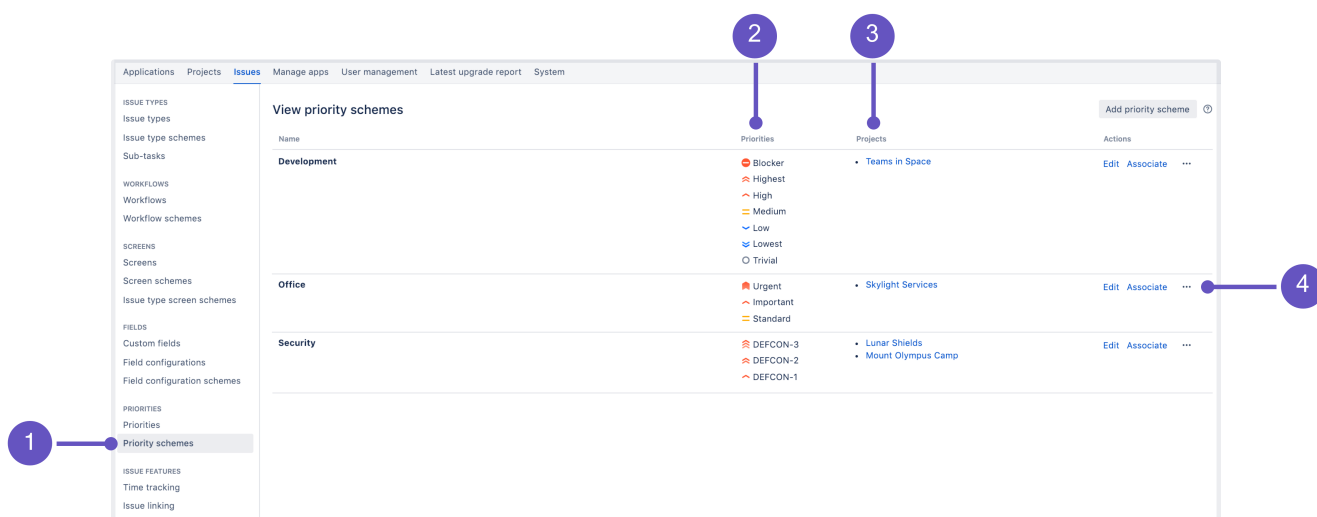 2 3
Applications Projects Issues Manage apps User management Latest upgrade report System
ISSUE TYPES
Issue types
Issue type schemes
Sub-tasks
WORKFLOWS
Workflows
Workflow schemes
SCREENS
Screens
Screen schemes
Issue type screen schemes
FIELDS
Custom fields
Field configurations
Field configuration schemes
PRIORITIES
Priorities
1
Priority schemes
ISSUE FEATURES
Time tracking
Issue linking
View priority schemes Add priority scheme ?
Name Priorities Projects Actions
Development Blocker • Teams in Space Edit Associate ···
Highest
High
Medium
Low
Lowest
Trivial
Office Urgent • Skylight Services Edit Associate ··· 4
Important
Standard
Security DEFCON-3 • Lunar Shields Edit Associate ···
DEFCON-2 • Mount Olympus Camp
DEFCON-1